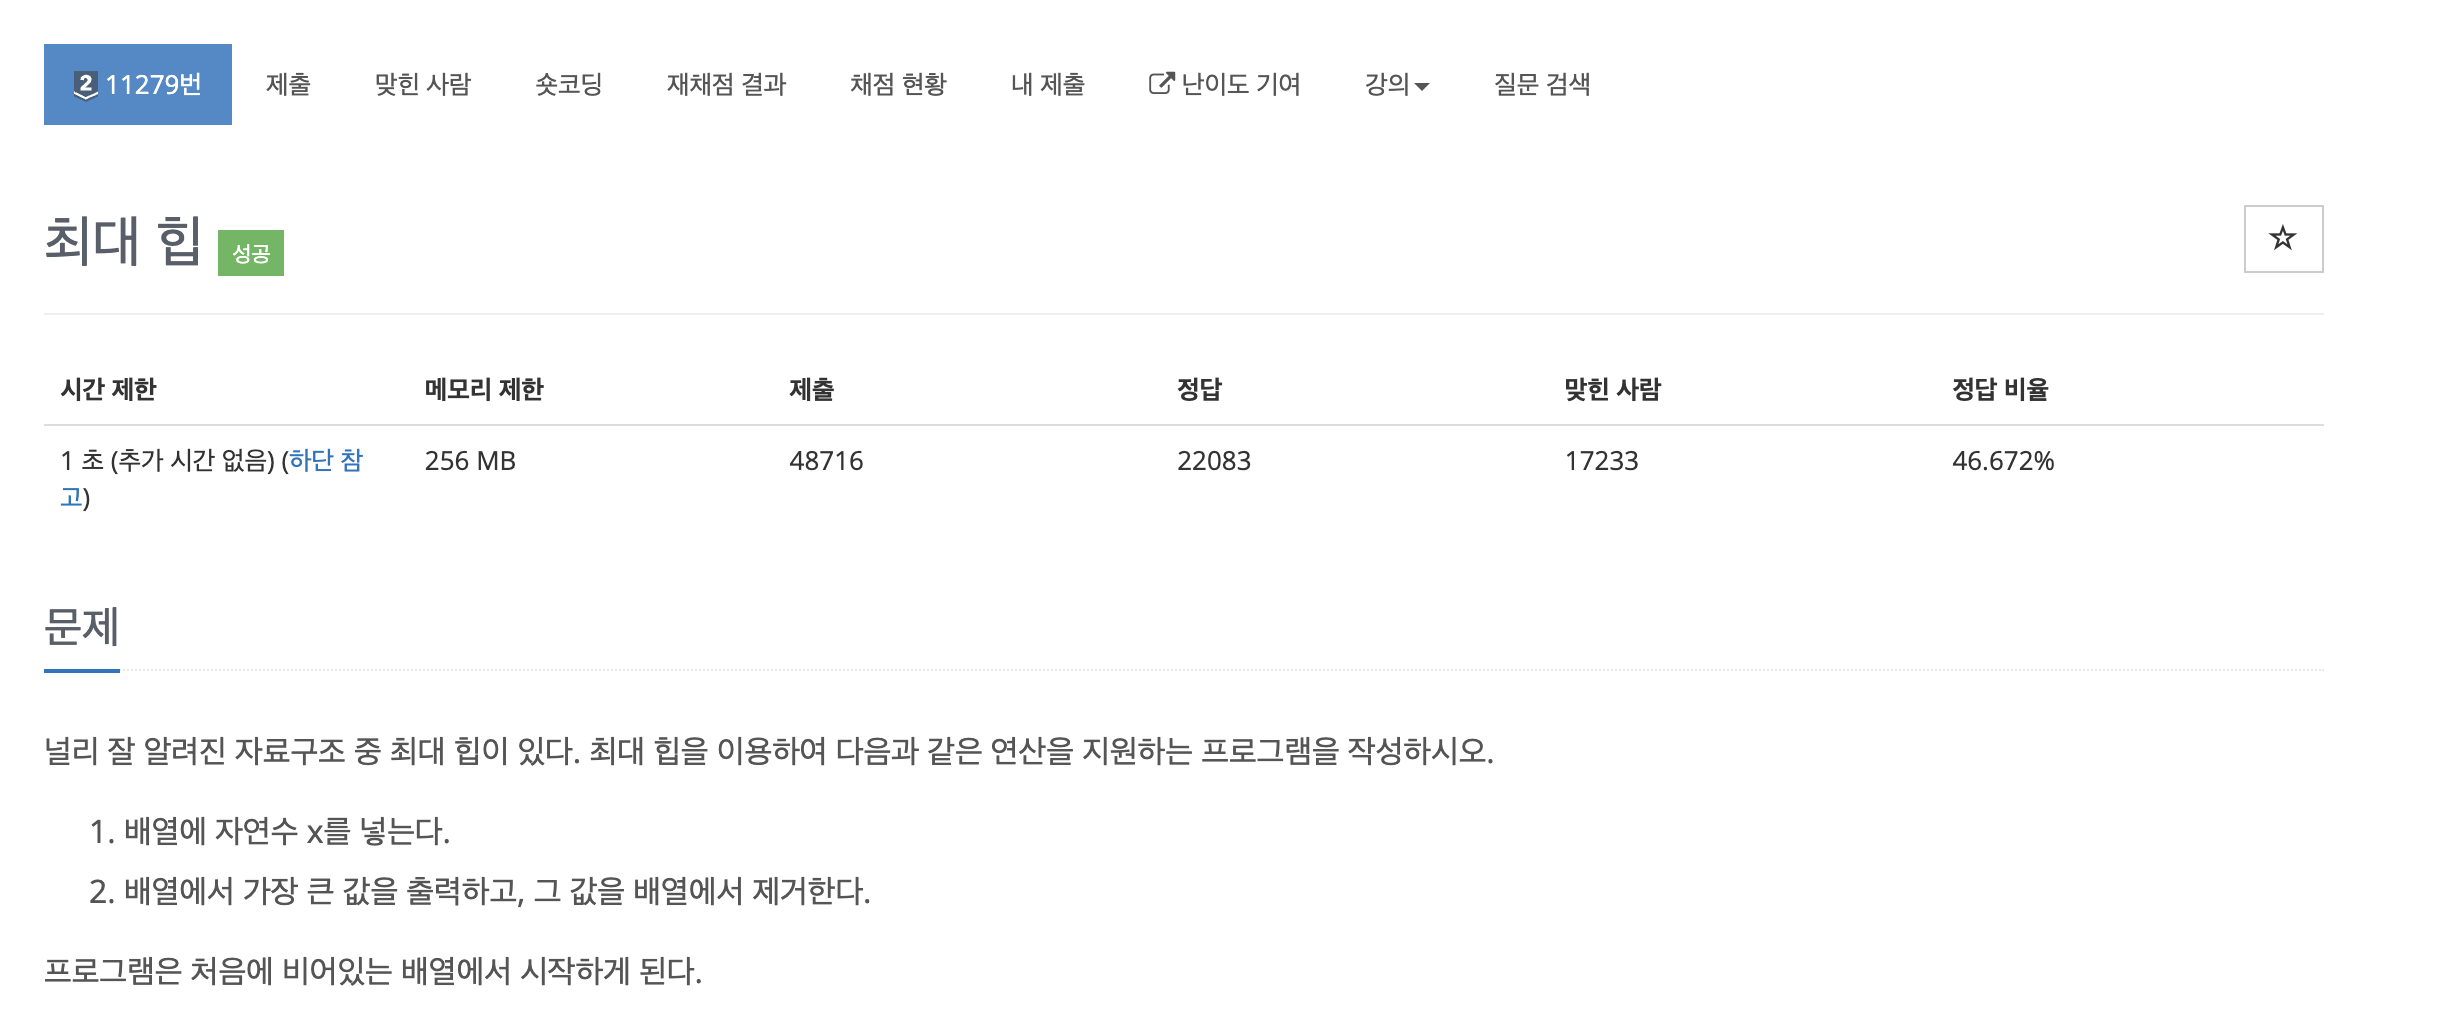 2 11279번 제출 맞힌 사람 숏코딩 재채점 결과 채점 현황 내 제출 난이도 기여 강의 질문 검색
최대 힙 성공
시간 제한 메모리 제한 제출 정답 맞힌 사람 정답 비율
1 초 (추가 시간 없음) (하단 참 256 MB 48716 22083 17233 46.672%
고)
문제
널리 잘 알려진 자료구조 중 최대 힙이 있다. 최대 힙을 이용하여 다음과 같은 연산을 지원하는 프로그램을 작성하시오.
1. 배열에 자연수 x를 넣는다.
2. 배열에서 가장 큰 값을 출력하고, 그 값을 배열에서 제거한다.
프로그램은 처음에 비어있는 배열에서 시작하게 된다.